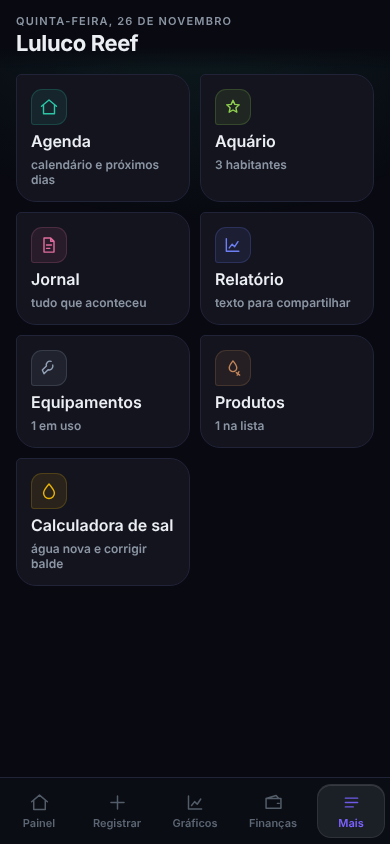 QUINTA-FEIRA, 26 DE NOVEMBRO
Luluco Reef
Agenda
calendário e próximos
dias
Aquário
3 habitantes
Jornal
tudo que aconteceu
Relatório
texto para compartilhar
Equipamentos
1 em uso
Produtos
1 na lista
Calculadora de sal
água nova e corrigir
balde
Painel
Registrar
Gráficos
Finanças
Mais